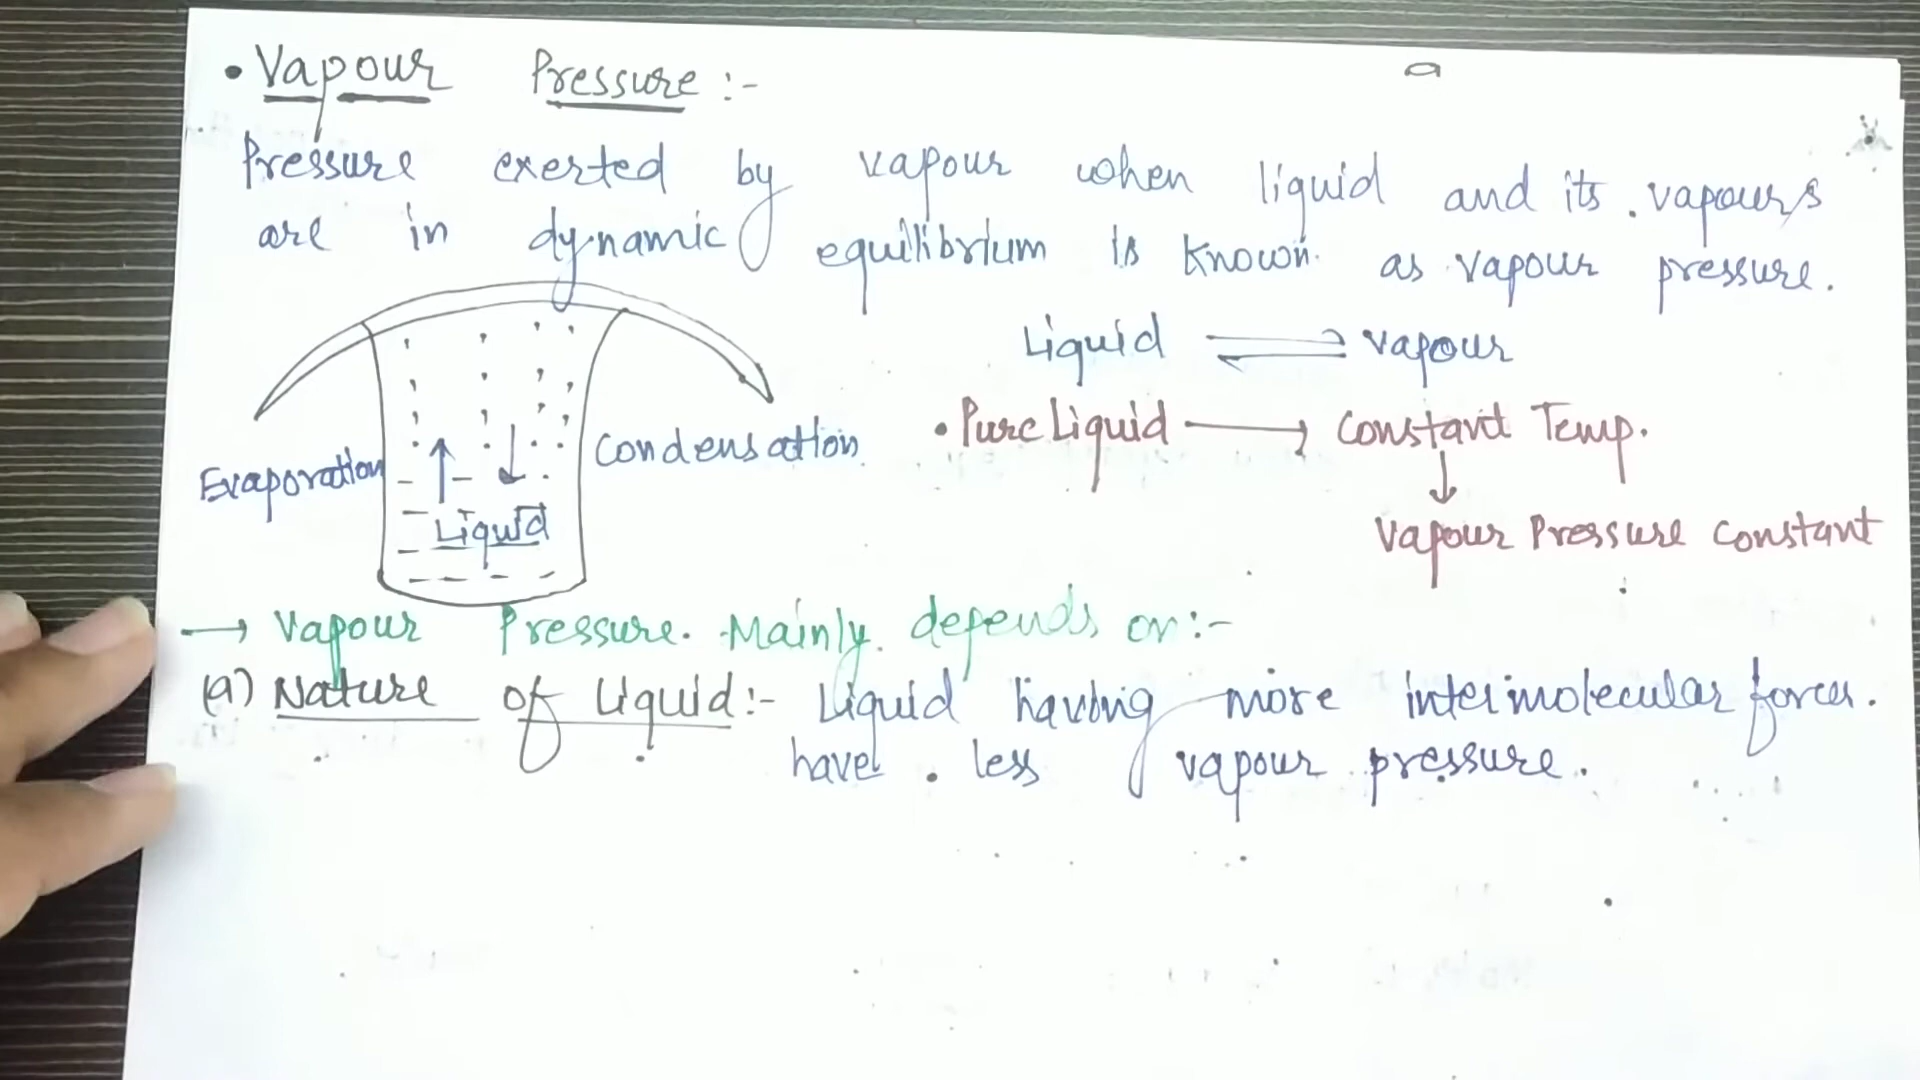 • Vapour Pressure :-
Pressure exerted by vapour when liquid and its vapours
are in dynamic equilibrium is known as vapour pressure.
Liquid ⇌ vapour
• Pure Liquid → Constant Temp.
↓
Vapour Pressure Constant
Evaporation
Condensation
Liquid
→ Vapour Pressure Mainly depends on:-
(a) Nature of Liquid:- Liquid having more intermolecular forces
have less vapour pressure.